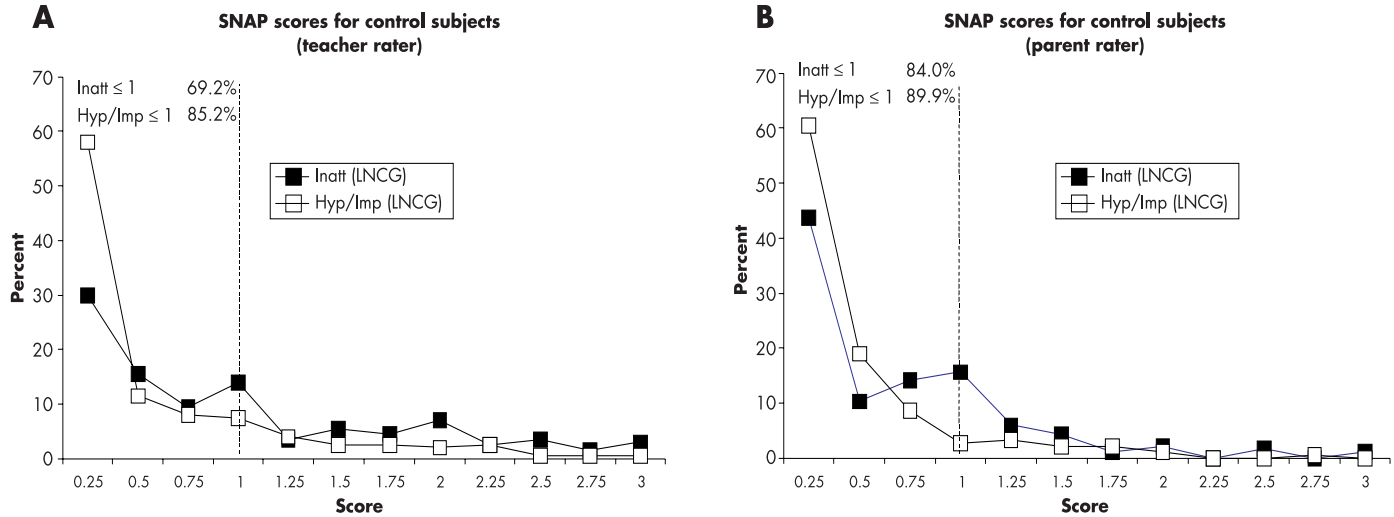 A
SNAP scores for control subjects
(teacher rater)
Inatt ≤ 1 69.2%
Hyp/Imp ≤ 1 85.2%
Inatt (LNCG)
Hyp/Imp (LNCG)
Percent
70
60
50
40
30
20
10
0
0.25 0.5 0.75 1 1.25 1.5 1.75 2 2.25 2.5 2.75 3
Score
B
SNAP scores for control subjects
(parent rater)
Inatt ≤ 1 84.0%
Hyp/Imp ≤ 1 89.9%
Inatt (LNCG)
Hyp/Imp (LNCG)
Percent
70
60
50
40
30
20
10
0
0.25 0.5 0.75 1 1.25 1.5 1.75 2 2.25 2.5 2.75 3
Score